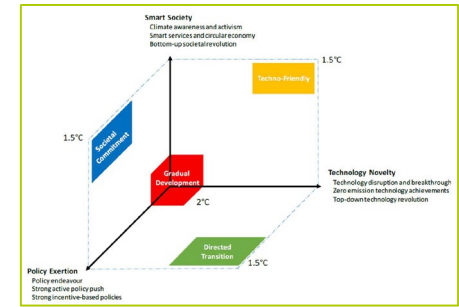 Smart Society
Climate awareness and activism
Smart services and circular economy
Bottom-up societal revolution
1.5°C
Techno-Friendly
1.5°C
Societal
Commitment
Gradual
Development
2°C
Technology Novelty
Technology disruption and breakthrough
Zero emission technology achievements
Top-down technology revolution
Directed
Transition
1.5°C
Policy Exertion
Policy endeavour
Strong active policy push
Strong incentive-based policies